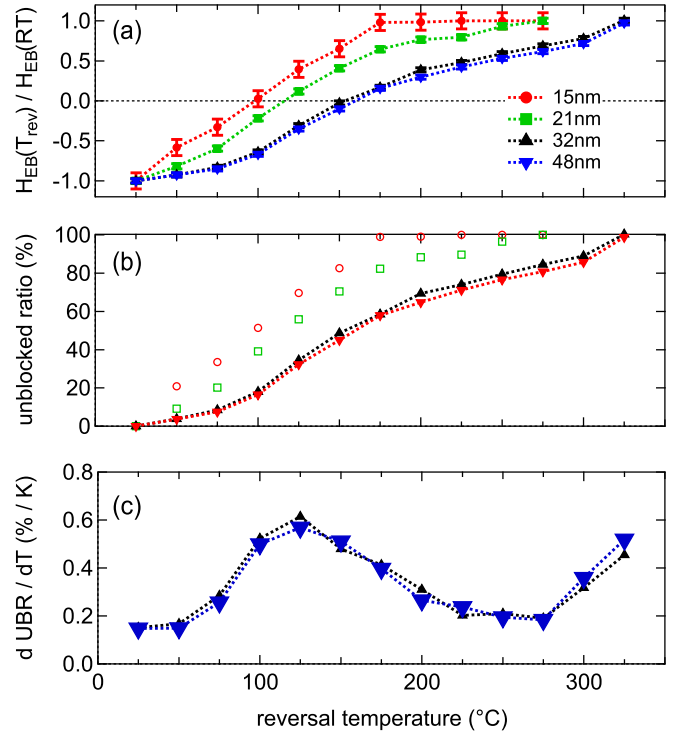 (a)
H_EB(T_rev) / H_EB(RT)
1.0
0.5
0.0
-0.5
-1.0
15nm
21nm
32nm
48nm
(b)
unblocked ratio (%)
100
80
60
40
20
0
(c)
d UBR / dT (% / K)
0.8
0.6
0.4
0.2
0.0
0
100
200
300
reversal temperature (°C)